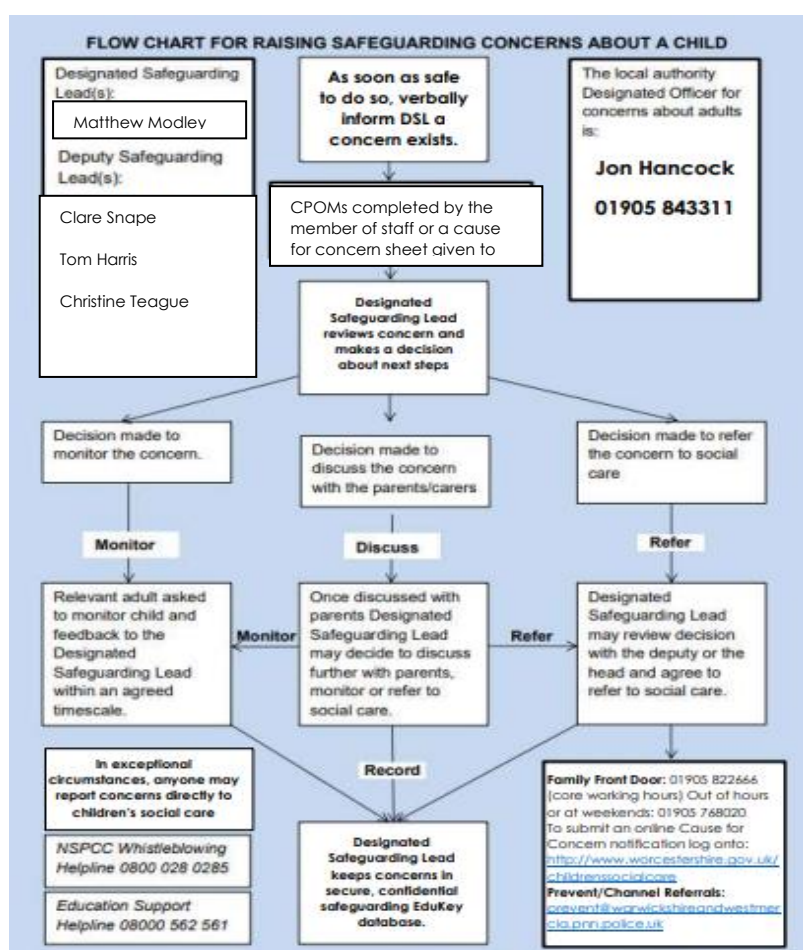 FLOW CHART FOR RAISING SAFEGUARDING CONCERNS ABOUT A CHILD
Designated Safeguarding
Lead(s):
Matthew Modley
Deputy Safeguarding
Lead(s):
Clare Snape
Tom Harris
Christine Teague
As soon as safe
to do so, verbally
inform DSL a
concern exists.
The local authority
Designated Officer for
concerns about adults
is:
Jon Hancock
01905 843311
CPOMs completed by the
member of staff or a cause
for concern sheet given to
Designated
Safeguarding Lead
reviews concern and
makes a decision
about next steps
Decision made to
monitor the concern.
Decision made to
discuss the concern
with the parents/carers
Decision made to refer
the concern to social
care
Monitor
Discuss
Refer
Relevant adult asked
to monitor child and
feedback to the
Designated
Safeguarding Lead
within an agreed
timescale.
Monitor
Once discussed with
parents Designated
Safeguarding Lead
may decide to discuss
further with parents,
monitor or refer to
social care.
Refer
Designated
Safeguarding Lead
may review decision
with the deputy or the
head and agree to
refer to social care.
In exceptional
circumstances, anyone may
report concerns directly to
children's social care
NSPCC Whistleblowing
Helpline 0800 028 0285
Education Support
Helpline 08000 562 561
Record
Designated
Safeguarding Lead
keeps concerns in
secure, confidential
safeguarding EduKey
database.
Family Front Door: 01905 822666
(core working hours) Out of hours
or at weekends: 01905 768020
To submit an online Cause for
Concern notification log onto:
http://www.worcestershire.gov.uk/
childrenssocialcare
Prevent/Channel Referrals:
prevent@warwickshireandwestmer
cia.pnn.police.uk